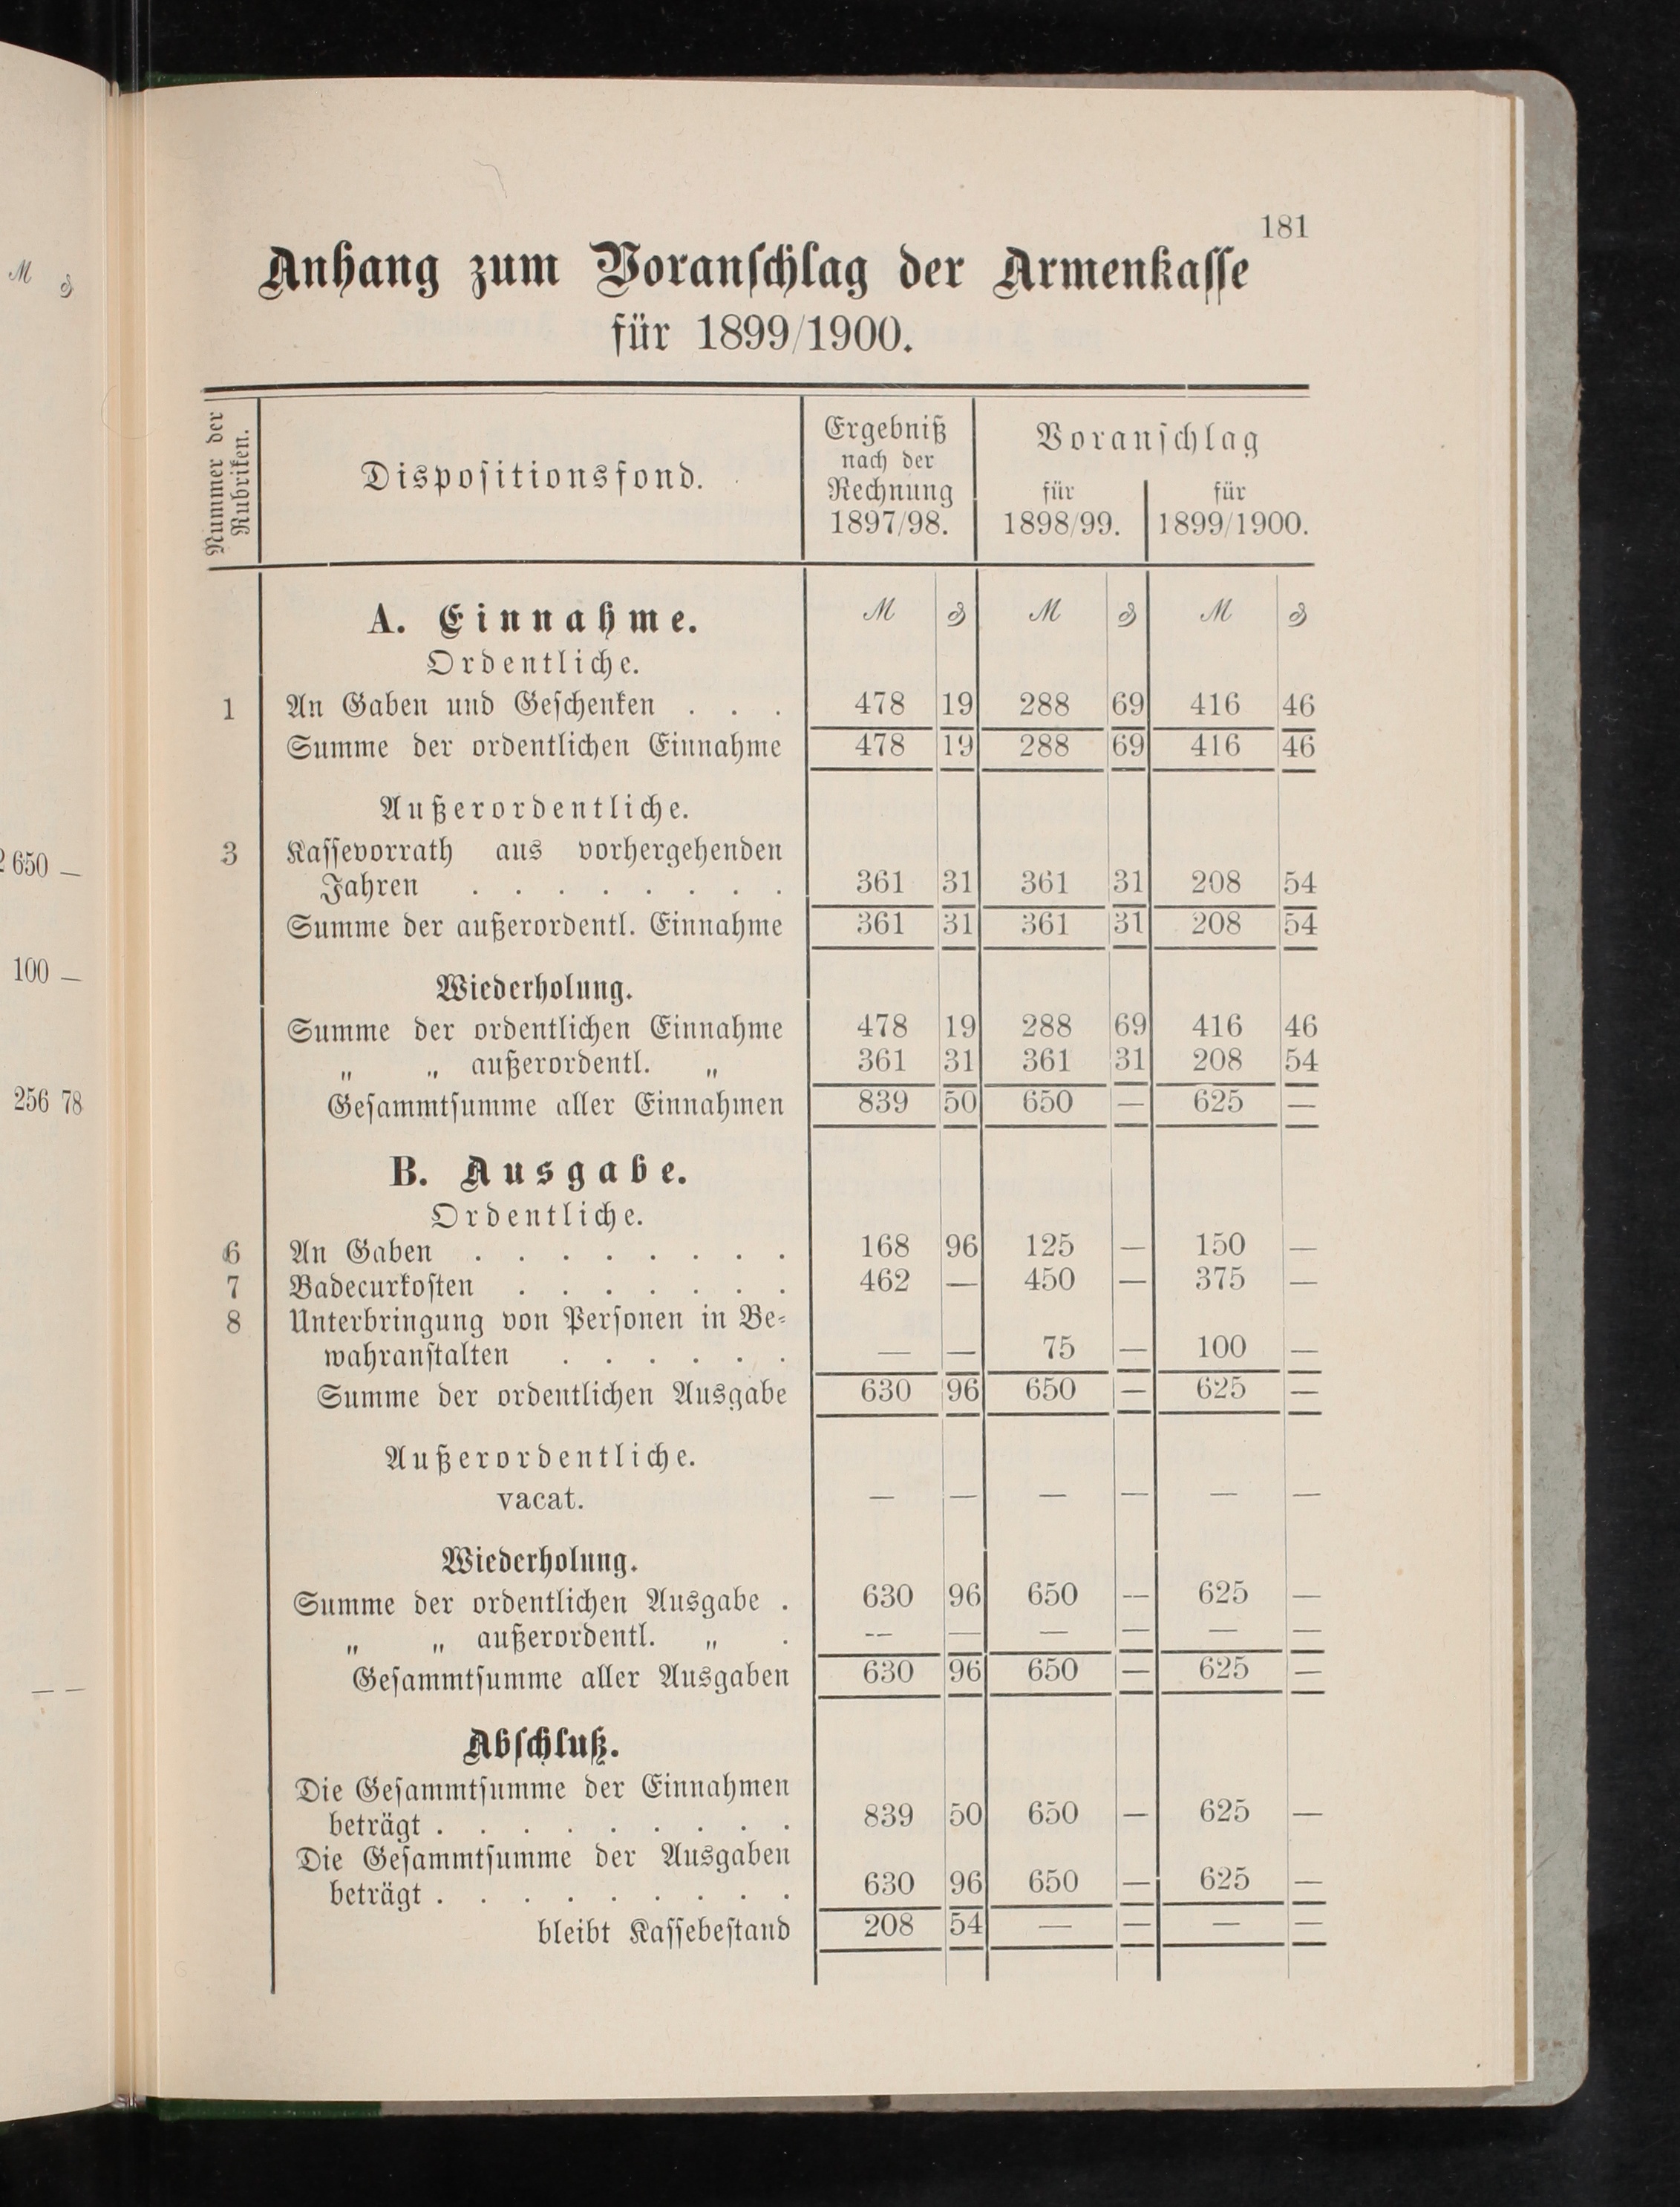 M ₰
2 650 —
100 —
256 78
— —
181
Anhang zum Voranſchlag der Armenkaſſe
für 1899/1900.
Nummer der
Rubriken.
Dispoſitionsfond.
Ergebniß
nach der
Rechnung
1897/98.
Voranſchlag
für
1898/99.
für
1899/1900.
A. Einnahme. M ₰ M ₰ M ₰
Ordentliche.
1 An Gaben und Geſchenken . . . 478 19 288 69 416 46
Summe der ordentlichen Einnahme 478 19 288 69 416 46
Außerordentliche.
3 Kaſſevorrath aus vorhergehenden
Jahren . . . . . . . . 361 31 361 31 208 54
Summe der außerordentl. Einnahme 361 31 361 31 208 54
Wiederholung.
Summe der ordentlichen Einnahme 478 19 288 69 416 46
„ „ außerordentl. „ 361 31 361 31 208 54
Geſammtſumme aller Einnahmen 839 50 650 — 625 —
B. Ausgabe.
Ordentliche.
6 An Gaben . . . . . . . . 168 96 125 — 150 —
7 Badecurkoſten . . . . . . . 462 — 450 — 375 —
8 Unterbringung von Perſonen in Be-
wahranſtalten . . . . . . — — 75 — 100 —
Summe der ordentlichen Ausgabe 630 96 650 — 625 —
Außerordentliche.
vacat. — — — — — —
Wiederholung.
Summe der ordentlichen Ausgabe . 630 96 650 — 625 —
„ „ außerordentl. „ . — — — — — —
Geſammtſumme aller Ausgaben 630 96 650 — 625 —
Abſchluß.
Die Geſammtſumme der Einnahmen
beträgt . . . . . . . . . 839 50 650 — 625 —
Die Geſammtſumme der Ausgaben
beträgt . . . . . . . . . 630 96 650 — 625 —
bleibt Kaſſebeſtand 208 54 — — — —